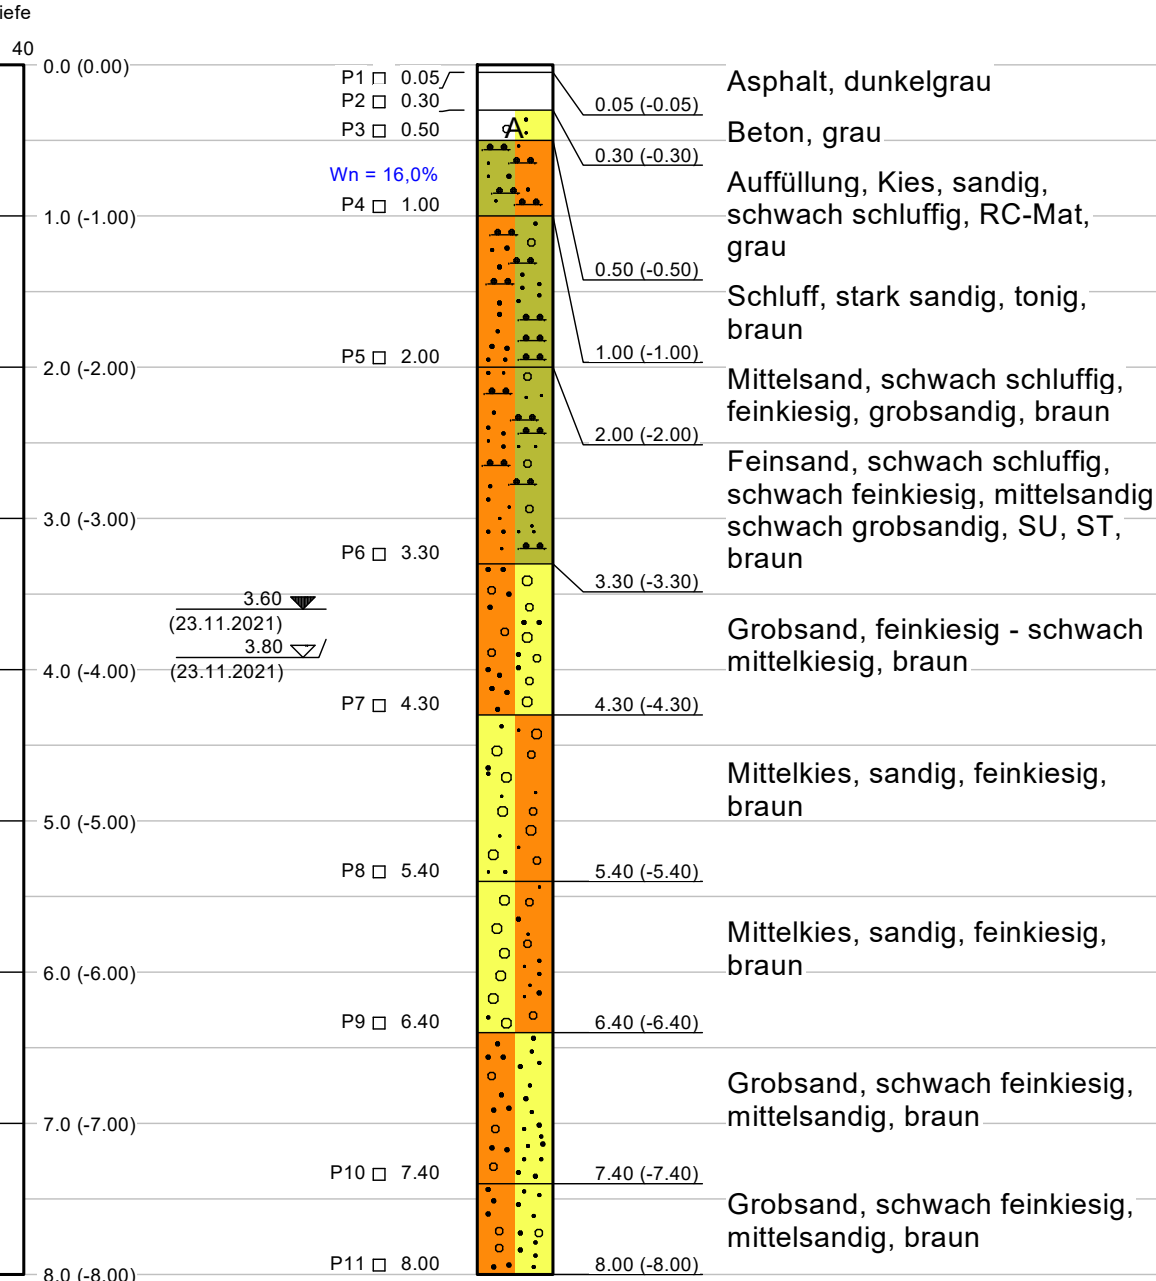 iefe
40
0.0 (0.00)
P1 0.05
Asphalt, dunkelgrau
P2 0.30
0.05 (-0.05)
P3 0.50
A
Beton, grau
0.30 (-0.30)
Wn = 16,0%
Auffüllung, Kies, sandig,
P4 1.00
schwach schluffig, RC-Mat,
1.0 (-1.00)
grau
0.50 (-0.50)
Schluff, stark sandig, tonig,
braun
P5 2.00
1.00 (-1.00)
2.0 (-2.00)
Mittelsand, schwach schluffig,
feinkiesig, grobsandig, braun
2.00 (-2.00)
Feinsand, schwach schluffig,
schwach feinkiesig, mittelsandig
3.0 (-3.00)
schwach grobsandig, SU, ST,
P6 3.30
braun
3.30 (-3.30)
3.60
(23.11.2021)
Grobsand, feinkiesig - schwach
3.80
mittelkiesig, braun
(23.11.2021)
4.0 (-4.00)
P7 4.30
4.30 (-4.30)
Mittelkies, sandig, feinkiesig,
braun
5.0 (-5.00)
P8 5.40
5.40 (-5.40)
Mittelkies, sandig, feinkiesig,
braun
6.0 (-6.00)
P9 6.40
6.40 (-6.40)
Grobsand, schwach feinkiesig,
mittelsandig, braun
7.0 (-7.00)
P10 7.40
7.40 (-7.40)
Grobsand, schwach feinkiesig,
mittelsandig, braun
P11 8.00
8.00 (-8.00)
8.0 (-8.00)